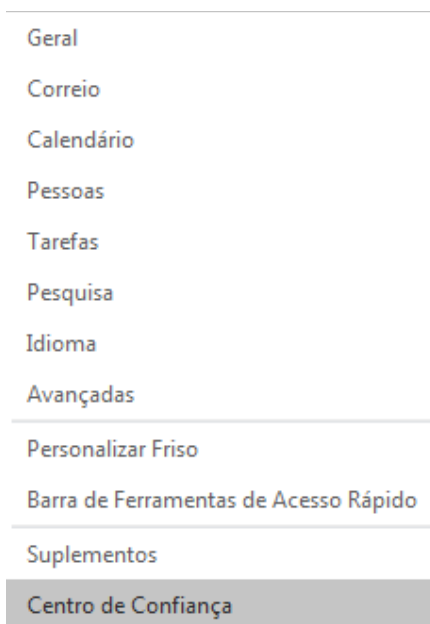 Geral
Correio
Calendário
Pessoas
Tarefas
Pesquisa
Idioma
Avançadas
Personalizar Friso
Barra de Ferramentas de Acesso Rápido
Suplementos
Centro de Confiança